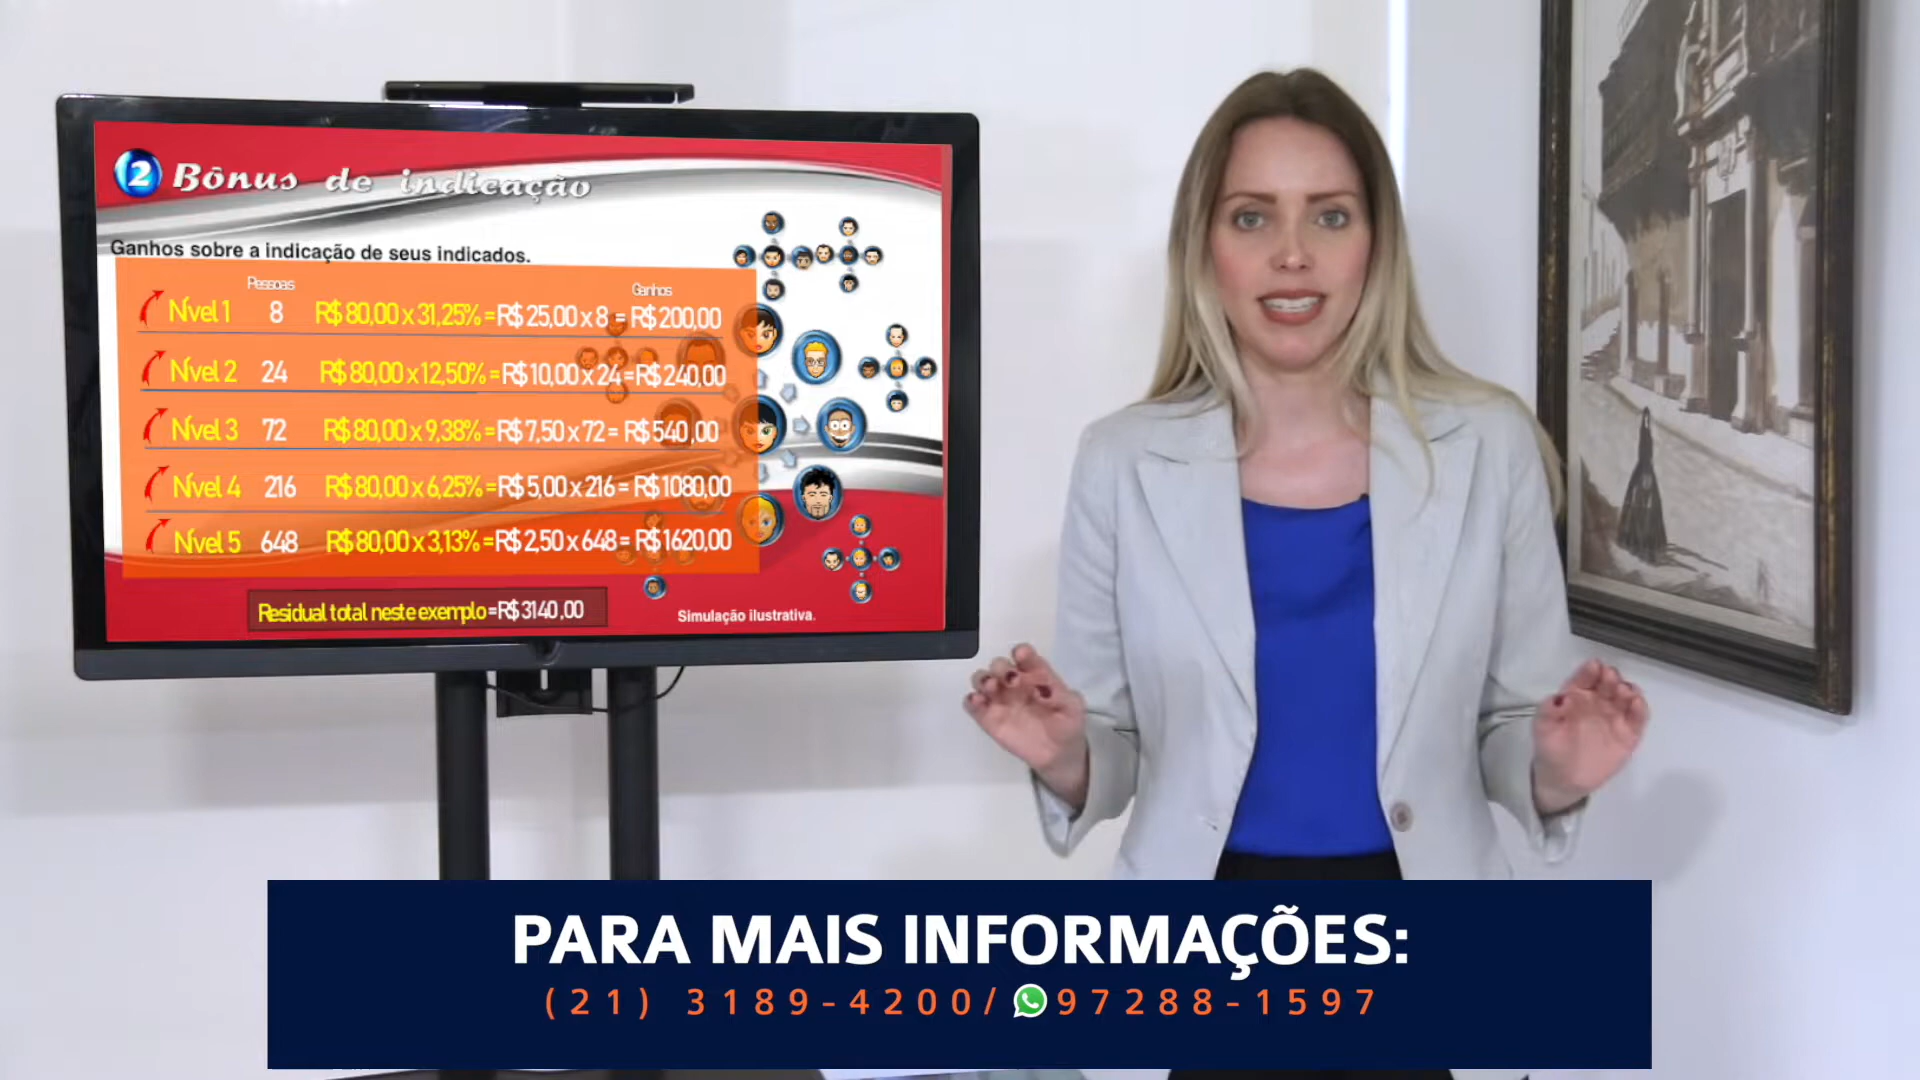 2 Bônus de indicação
Ganhos sobre a indicação de seus indicados.
Pessoas Ganhos
Nível 1 8 R$ 80,00 x 31,25% = R$ 25,00 x 8 = R$ 200,00
Nível 2 24 R$ 80,00 x 12,50% = R$ 10,00 x 24 = R$ 240,00
Nível 3 72 R$ 80,00 x 9,38% = R$ 7,50 x 72 = R$ 540,00
Nível 4 216 R$ 80,00 x 6,25% = R$ 5,00 x 216 = R$ 1080,00
Nível 5 648 R$ 80,00 x 3,13% = R$ 2,50 x 648 = R$ 1620,00
Residual total neste exemplo = R$ 3140,00
Simulação ilustrativa.
PARA MAIS INFORMAÇÕES:
(21) 3189-4200/ 97288-1597